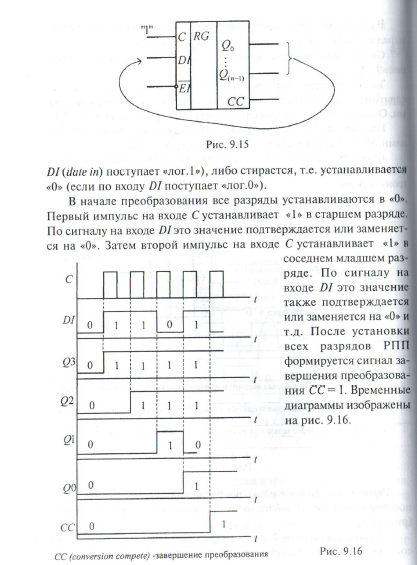 "1"
C RG Q0
DI ⋮
Q(n−1)
EI CC
Рис. 9.15
DI (date in) поступает «лог.1»), либо стирается, т.е. устанавливается
«0» (если по входу DI поступает «лог.0»).
В начале преобразования все разряды устанавливаются в «0».
Первый импульс на входе C устанавливает «1» в старшем разряде.
По сигналу на входе DI это значение подтверждается или заменяет-
ся на «0». Затем второй импульс на входе C устанавливает «1» в
соседнем младшем раз-
ряде. По сигналу на
входе DI это значение
также подтверждается
или заменяется на «0» и
т.д. После установки
всех разрядов РПП
формируется сигнал за-
вершения преобразова-
ния CC = 1. Временные
диаграммы изображены
на рис. 9.16.
C
t
DI 0 1 1 0 1
t
Q3 0 1 1 1 1
t
Q2 0 1 1 1
t
Q1 1 0
t
Q0 0 1
t
CC 0 1
t
CC (conversion compete) -завершение преобразования
Рис. 9.16